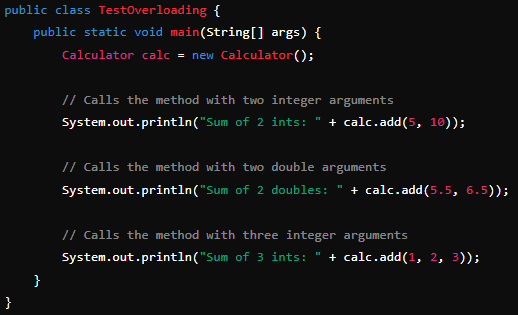 public class TestOverloading {
    public static void main(String[] args) {
        Calculator calc = new Calculator();

        // Calls the method with two integer arguments
        System.out.println("Sum of 2 ints: " + calc.add(5, 10));

        // Calls the method with two double arguments
        System.out.println("Sum of 2 doubles: " + calc.add(5.5, 6.5));

        // Calls the method with three integer arguments
        System.out.println("Sum of 3 ints: " + calc.add(1, 2, 3));
    }
}